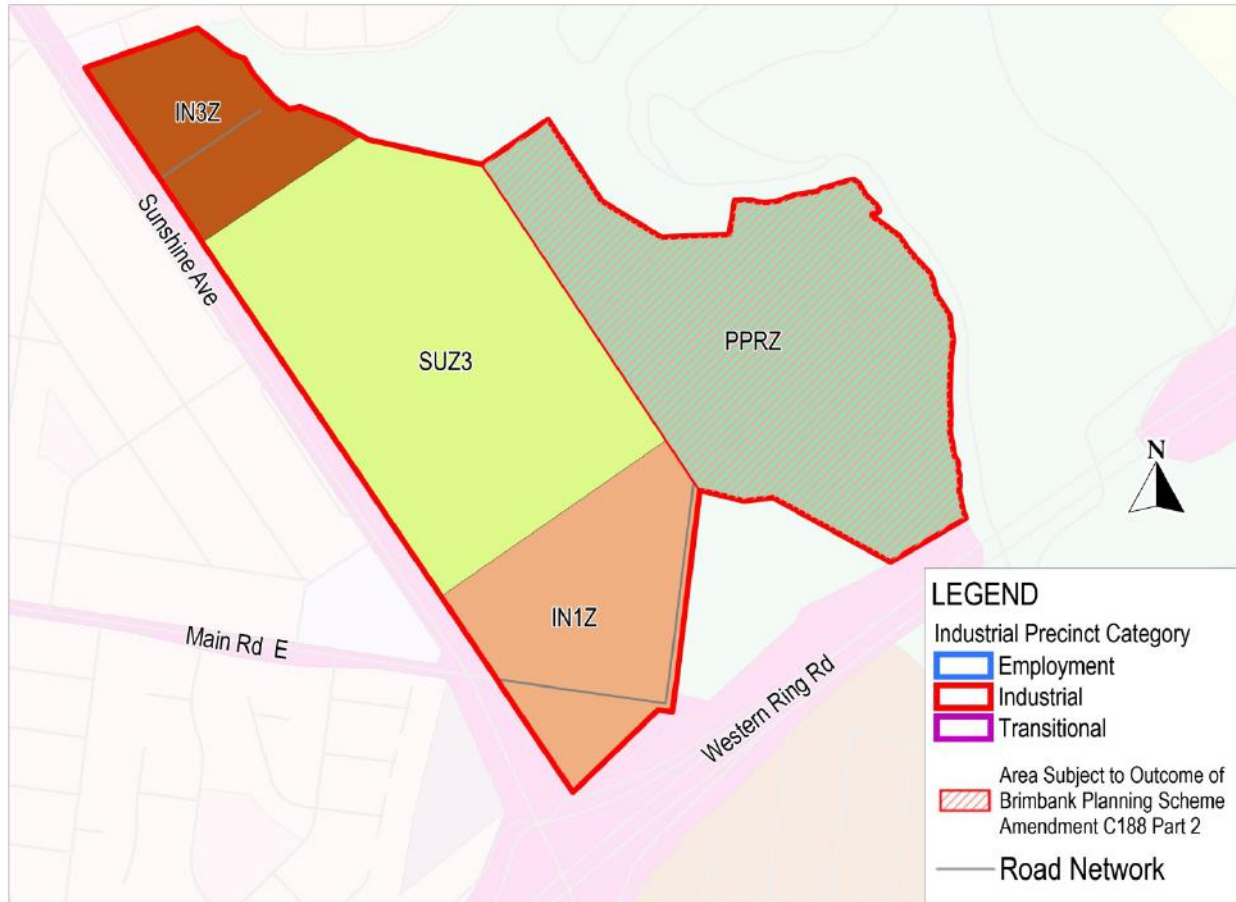 IN3Z
Sunshine Ave
SUZ3
PPRZ
N
IN1Z
Main Rd E
Western Ring Rd
LEGEND
Industrial Precinct Category
Employment
Industrial
Transitional
Area Subject to Outcome of
Brimbank Planning Scheme
Amendment C188 Part 2
Road Network